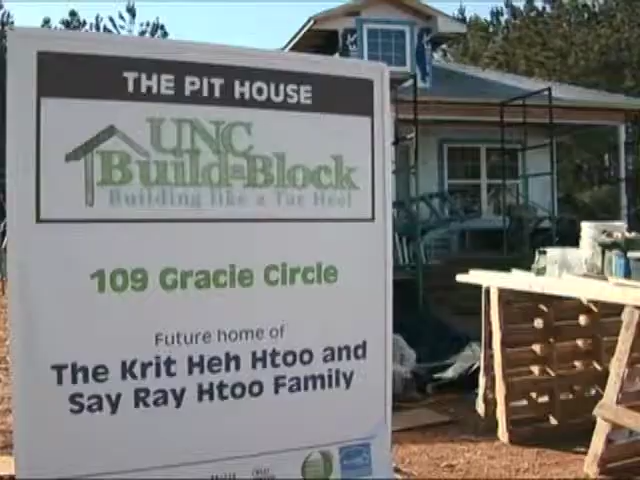 THE PIT HOUSE
UNC
Build-a-Block
Building like a Tar Heel
109 Gracie Circle
Future home of
The Krit Heh Htoo and
Say Ray Htoo Family